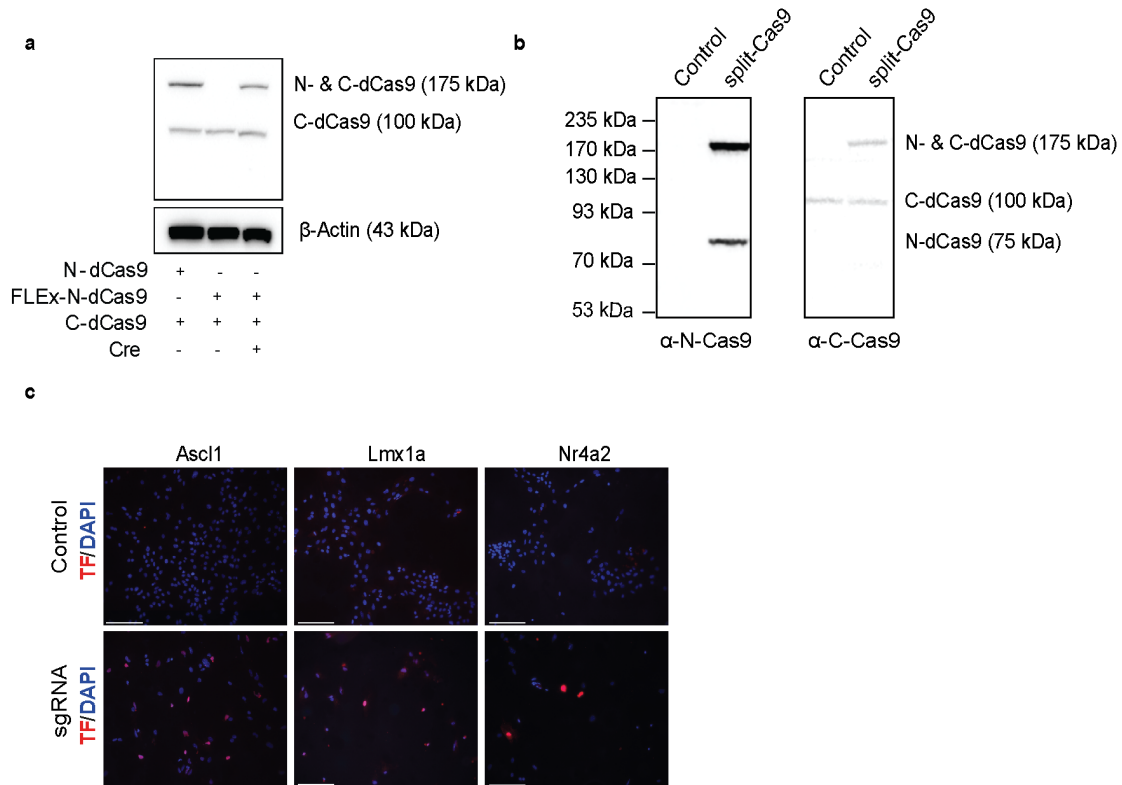 a
N- & C-dCas9 (175 kDa)
C-dCas9 (100 kDa)
β-Actin (43 kDa)
N-dCas9 + - -
FLEx-N-dCas9 - + +
C-dCas9 + + +
Cre - - +
b
Control split-Cas9 Control split-Cas9
235 kDa
170 kDa
130 kDa
93 kDa
70 kDa
53 kDa
N- & C-dCas9 (175 kDa)
C-dCas9 (100 kDa)
N-dCas9 (75 kDa)
α-N-Cas9 α-C-Cas9
c
Ascl1 Lmx1a Nr4a2
Control
TF/DAPI
sgRNA
TF/DAPI